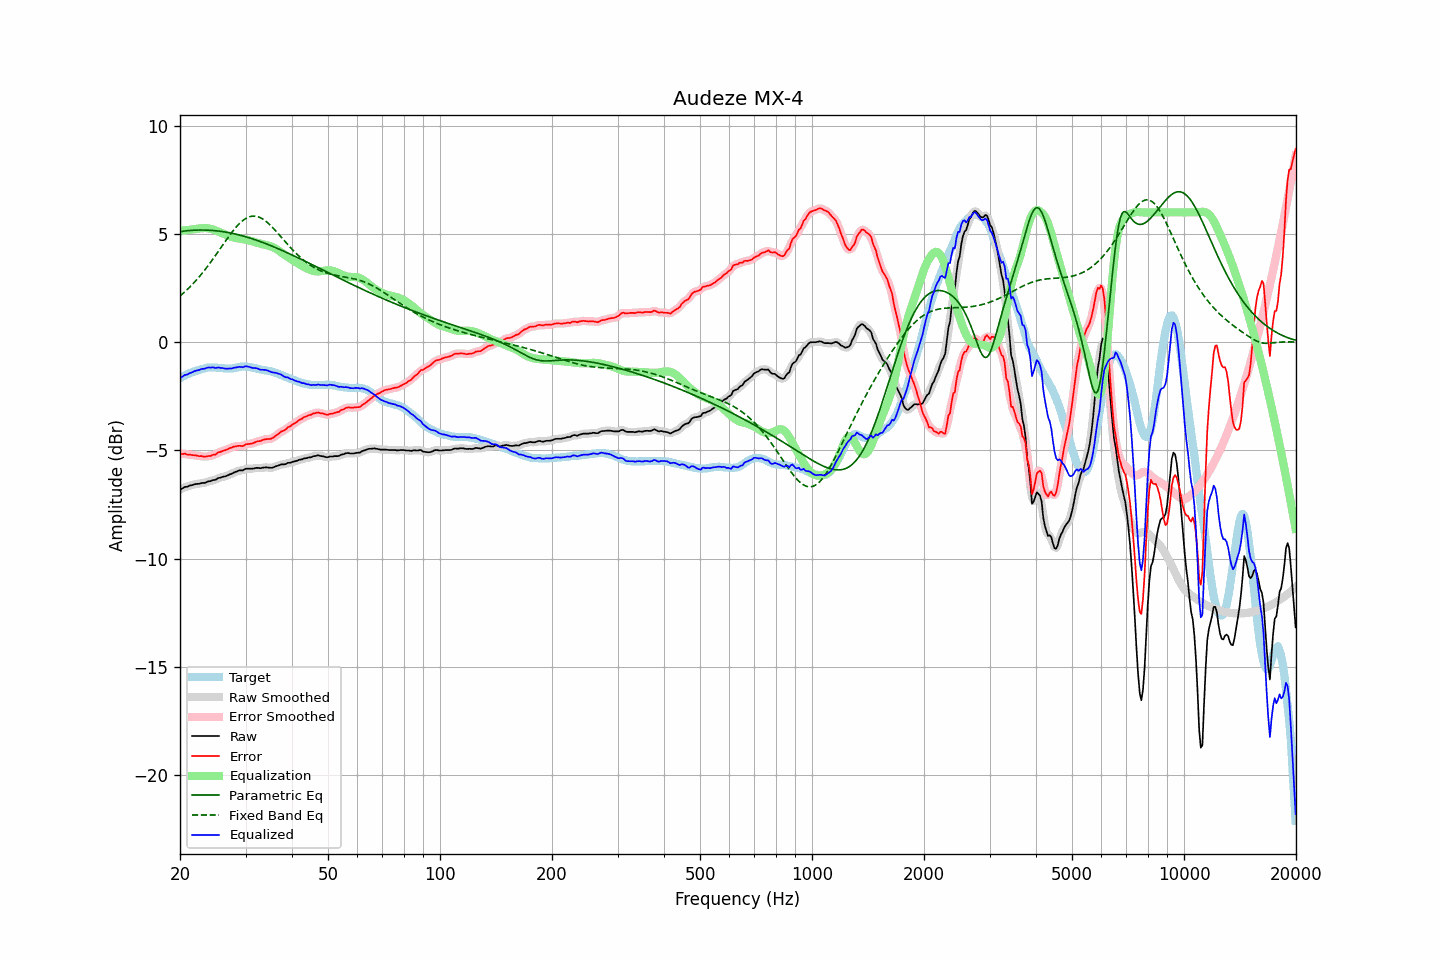 Audeze MX-4
Amplitude (dBr)
10
5
0
−5
−10
−15
−20
Target
Raw Smoothed
Error Smoothed
Raw
Error
Equalization
Parametric Eq
Fixed Band Eq
Equalized
20 50 100 200 500 1000 2000 5000 10000 20000
Frequency (Hz)